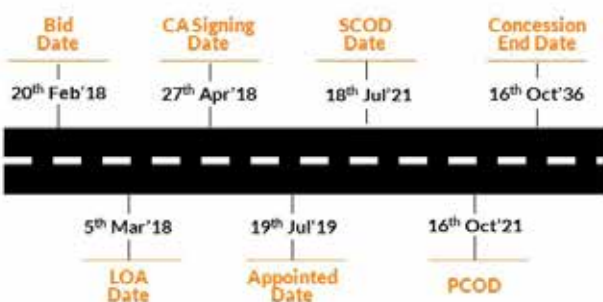 Bid
Date
CA Signing
Date
SCOD
Date
Concession
End Date
20th Feb'18
27th Apr'18
18th Jul'21
16th Oct'36
5th Mar'18
19th Jul'19
16th Oct'21
LOA
Date
Appointed
Date
PCOD